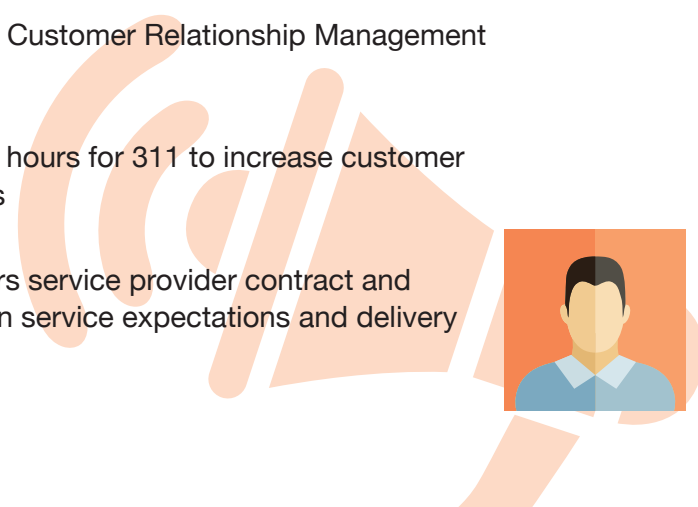 Customer Relationship Management
hours for 311 to increase customer
s
rs service provider contract and
n service expectations and delivery